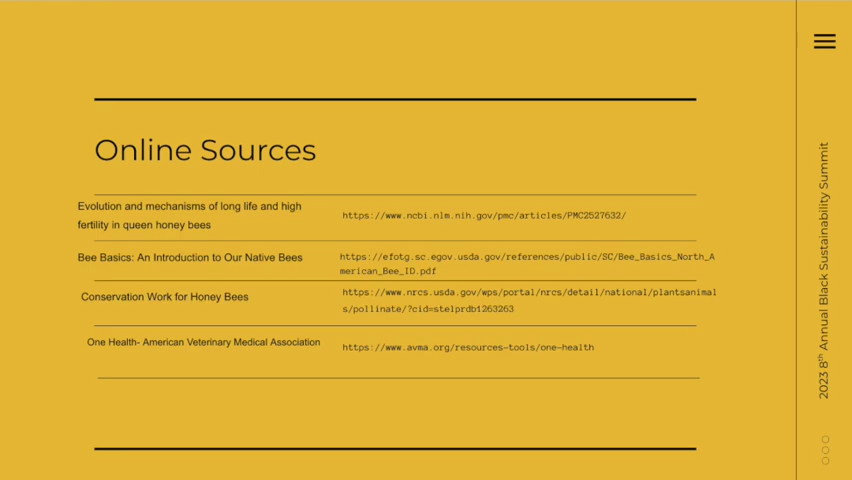 Online Sources
Evolution and mechanisms of long life and high
fertility in queen honey bees
https://www.ncbi.nlm.nih.gov/pmc/articles/PMC2527632/
Bee Basics: An Introduction to Our Native Bees
https://efotg.sc.egov.usda.gov/references/public/SC/Bee_Basics_North_A
merican_Bee_ID.pdf
Conservation Work for Honey Bees
https://www.nrcs.usda.gov/wps/portal/nrcs/detail/national/plantsanimal
s/pollinate/?cid=stelprdb1263263
One Health- American Veterinary Medical Association
https://www.avma.org/resources-tools/one-health
2023 8th Annual Black Sustainability Summit